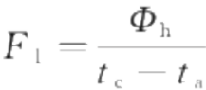 F_l = Φ_h / (t_c − t_a)